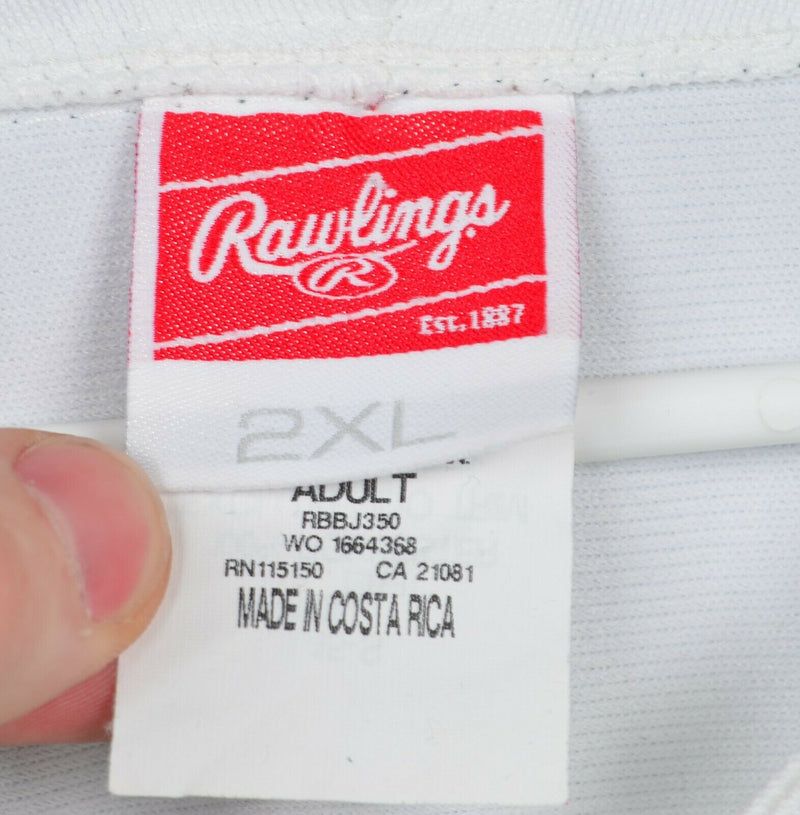 Rawlings
R
Est. 1887
2XL
ADULT
RBBJ350
WO 1664368
RN115150 CA 21081
MADE IN COSTA RICA